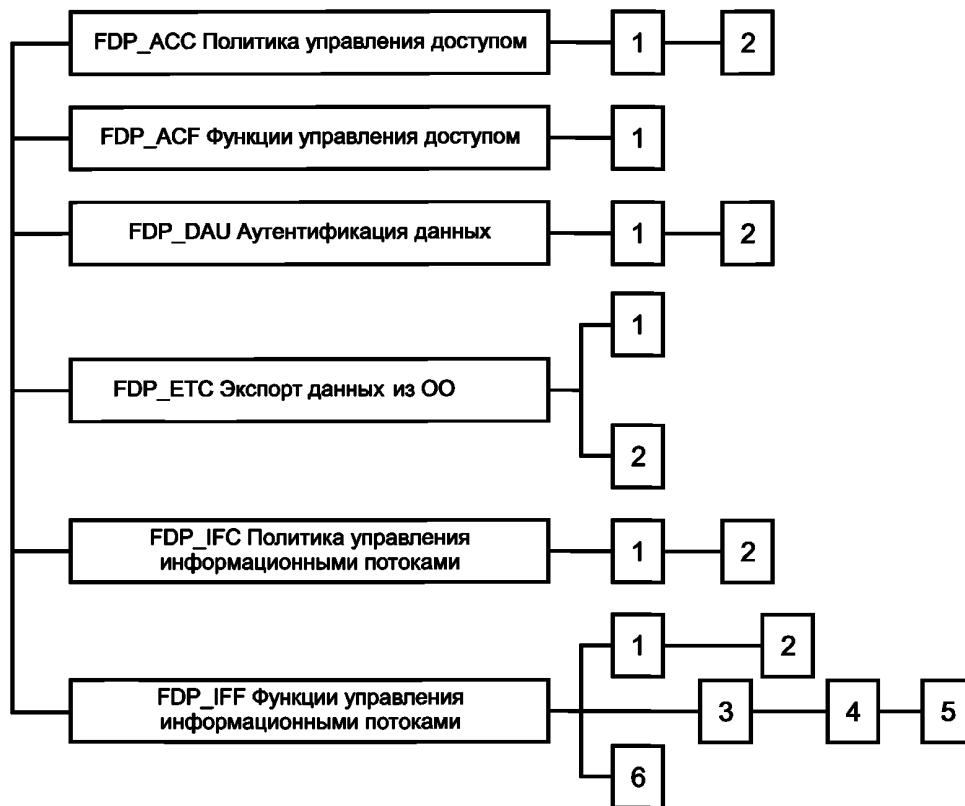 FDP_ACC Политика управления доступом 1 2
FDP_ACF Функции управления доступом 1
FDP_DAU Аутентификация данных 1 2
1
FDP_ETC Экспорт данных из ОО
2
FDP_IFC Политика управления
информационными потоками 1 2
1 2
FDP_IFF Функции управления
информационными потоками 3 4 5
6